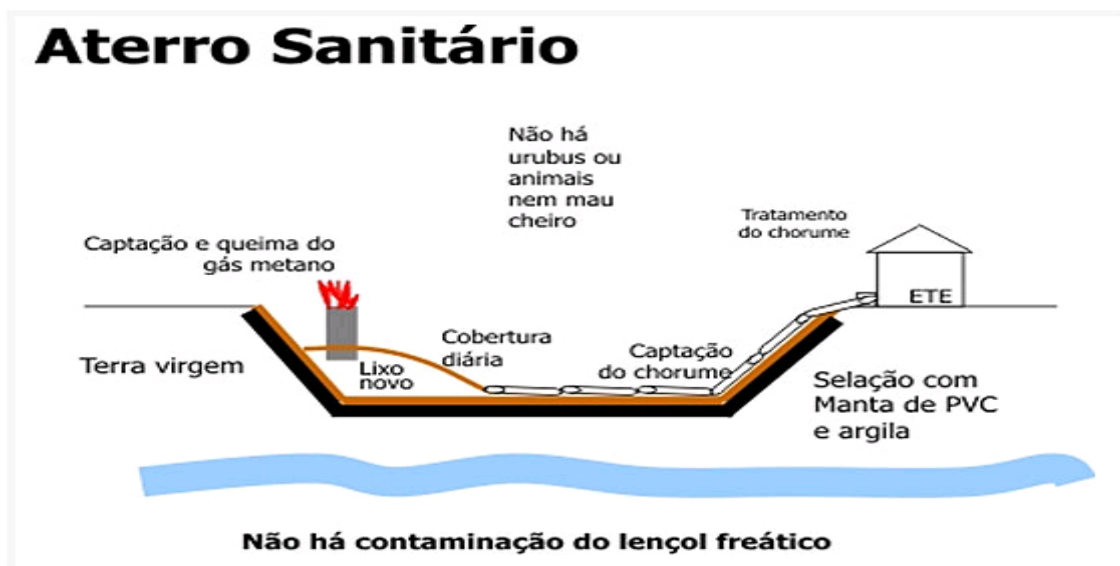 Aterro Sanitário
Não há
urubus ou
animais
nem mau
cheiro
Tratamento
do chorume
Captação e queima do
gás metano
ETE
Cobertura
diária
Captação
do chorume
Terra virgem
Lixo
novo
Selação com
Manta de PVC
e argila
Não há contaminação do lençol freático